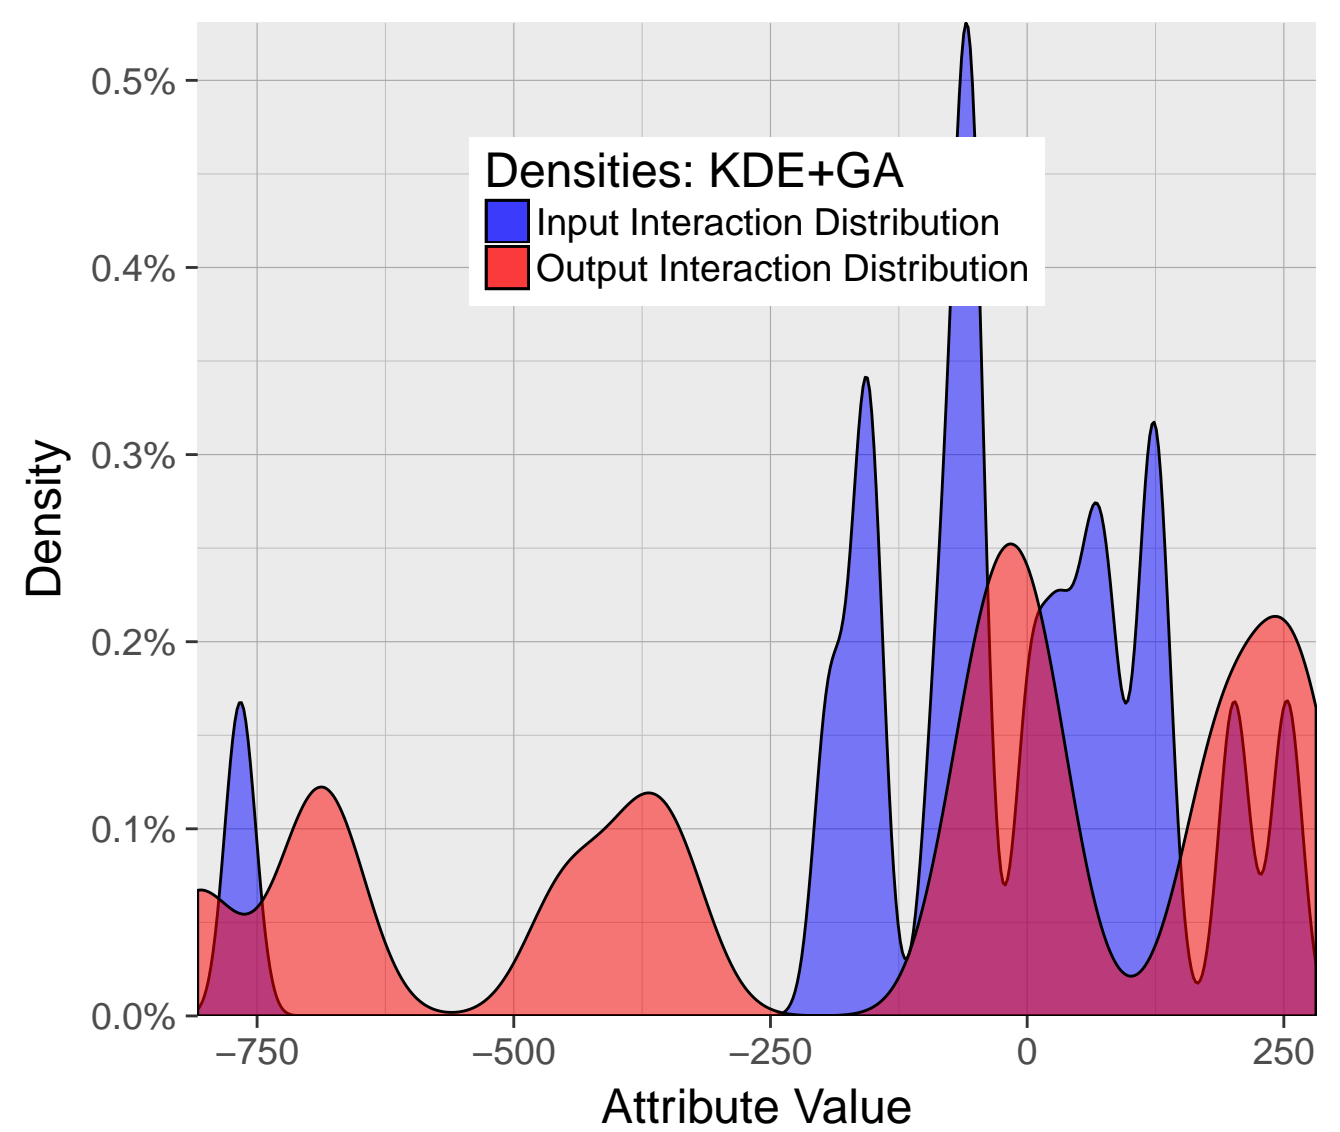 0.5%
0.4%
0.3%
0.2%
0.1%
0.0%
Density
Densities: KDE+GA
Input Interaction Distribution
Output Interaction Distribution
−750 −500 −250 0 250
Attribute Value